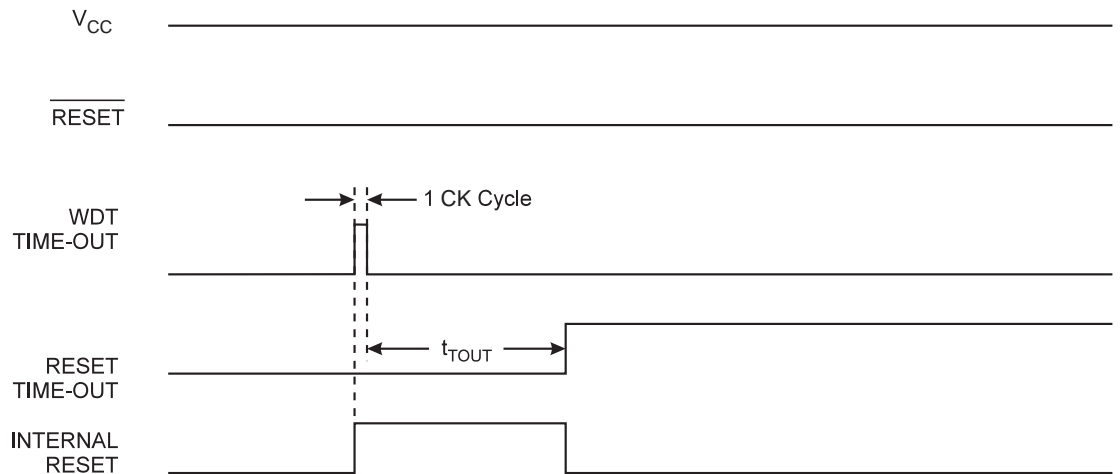 VCC
RESET
1 CK Cycle
WDT
TIME-OUT
tTOUT
RESET
TIME-OUT
INTERNAL
RESET